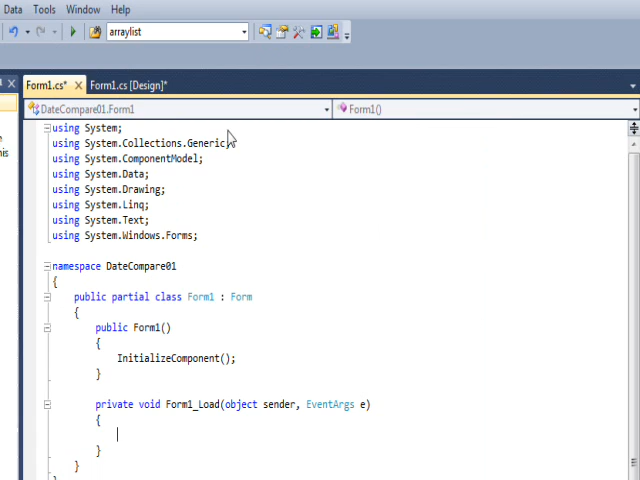 Data Tools Window Help
arraylist
Form1.cs* X Form1.cs [Design]*
DateCompare01.Form1 Form1()
using System;
using System.Collections.Generic;
using System.ComponentModel;
using System.Data;
using System.Drawing;
using System.Linq;
using System.Text;
using System.Windows.Forms;
namespace DateCompare01
{
public partial class Form1 : Form
{
public Form1()
{
InitializeComponent();
}
private void Form1_Load(object sender, EventArgs e)
{
}
}